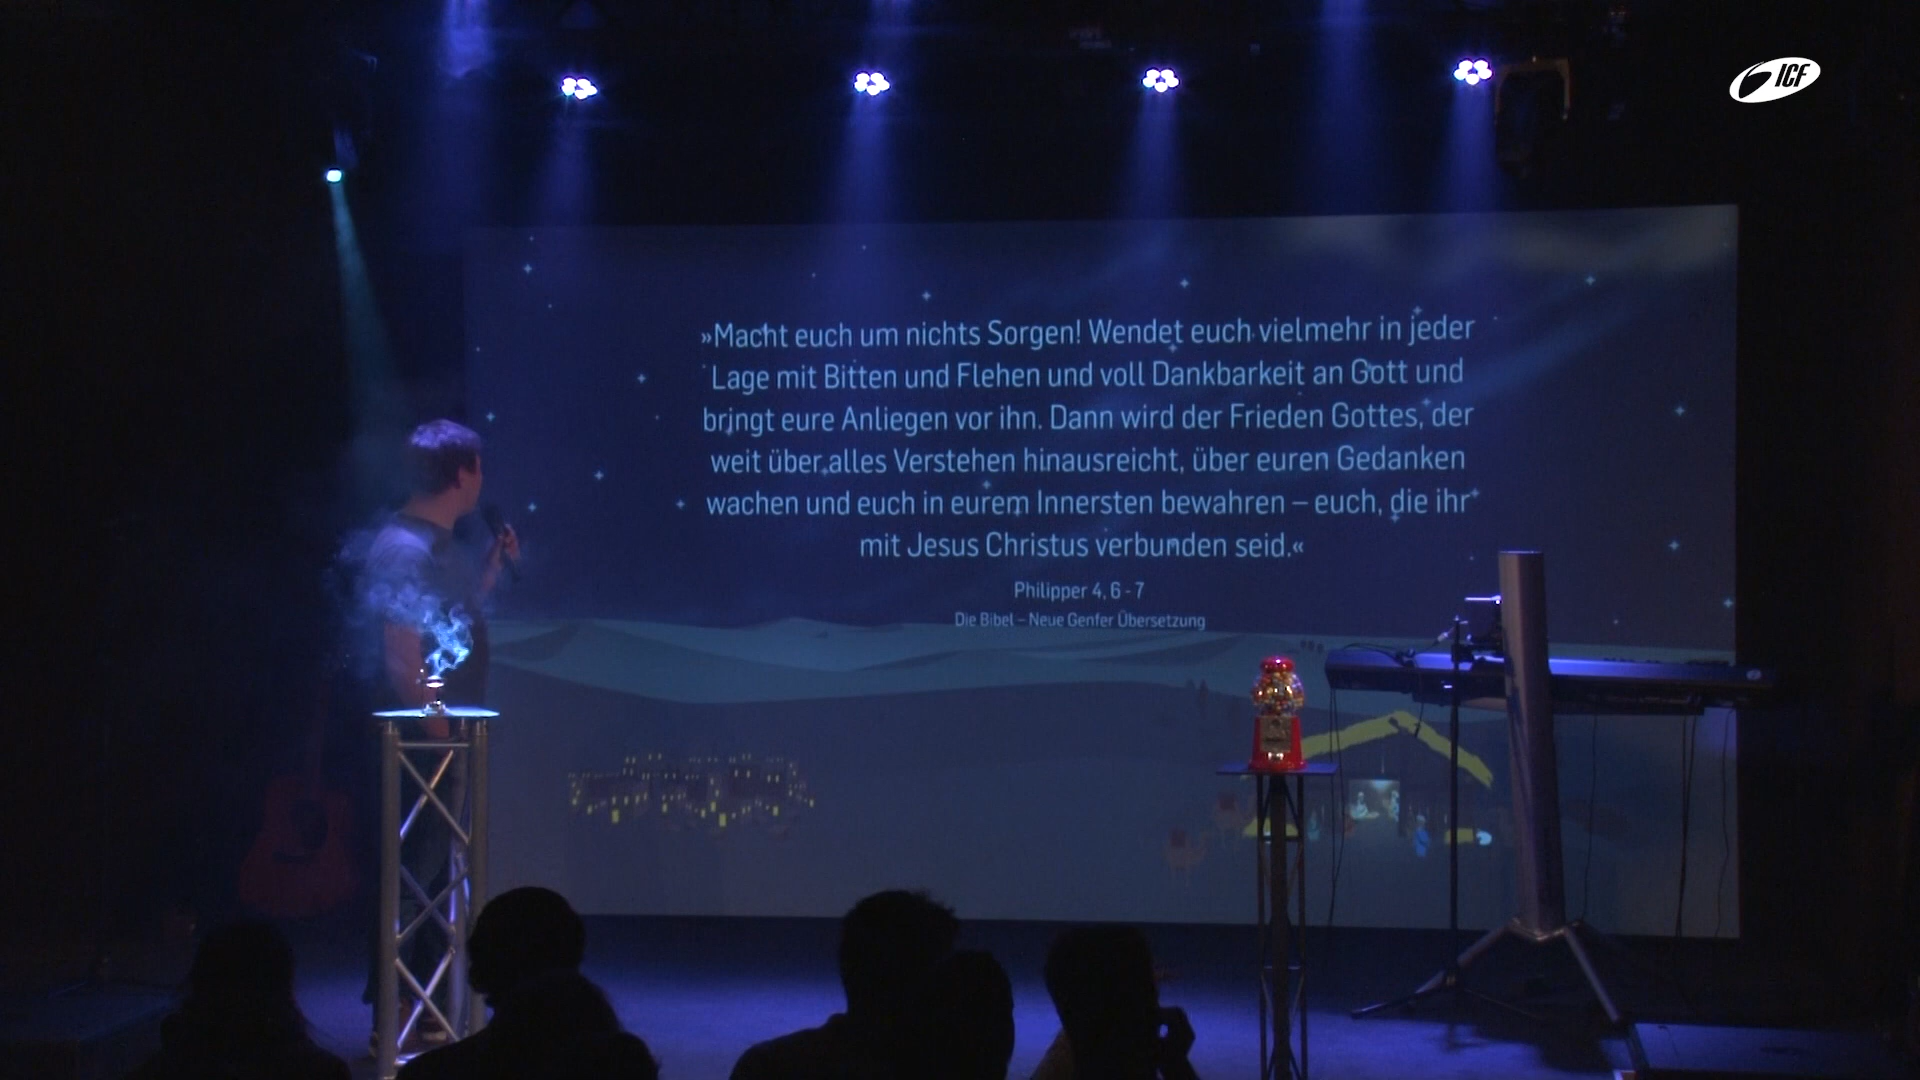 ICF
»Macht euch um nichts Sorgen! Wendet euch vielmehr in jeder
Lage mit Bitten und Flehen und voll Dankbarkeit an Gott und
bringt eure Anliegen vor ihn. Dann wird der Frieden Gottes, der
weit über alles Verstehen hinausreicht, über euren Gedanken
wachen und euch in eurem Innersten bewahren – euch, die ihr
mit Jesus Christus verbunden seid.«
Philipper 4, 6 - 7
Die Bibel – Neue Genfer Übersetzung